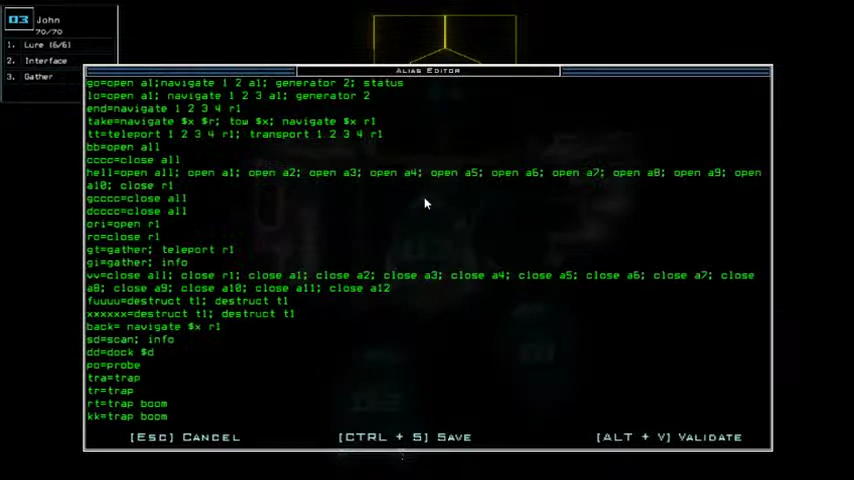 03 John
70/70
1. Lure (6/6)
2. Interface
3. Gather
Alias Editor
go=open a1;navigate 1 2 a1; generator 2; status
lo=open a1; navigate 1 2 3 a1; generator 2
end=navigate 1 2 3 4 r1
take=navigate $x $r; tow $x; navigate $x r1
tt=teleport 1 2 3 4 r1; transport 1 2 3 4 r1
bb=open all
cccc=close all
hell=open all; open a1; open a2; open a3; open a4; open a5; open a6; open a7; open a8; open a9; open
a10; close r1
gcccc=close all
dcccc=close all
ori=open r1
ro=close r1
gt=gather; teleport r1
gi=gather; info
vv=close all; close r1; close a1; close a2; close a3; close a4; close a5; close a6; close a7; close
a8; close a9; close a10; close a11; close a12
fuuuu=destruct t1; destruct t1
xxxxxx=destruct t1; destruct t1
back= navigate $x r1
sd=scan; info
dd=dock $d
po=probe
tra=trap
tr=trap
rt=trap boom
kk=trap boom
[Esc] Cancel
[CTRL + S] Save
[ALT + V] Validate